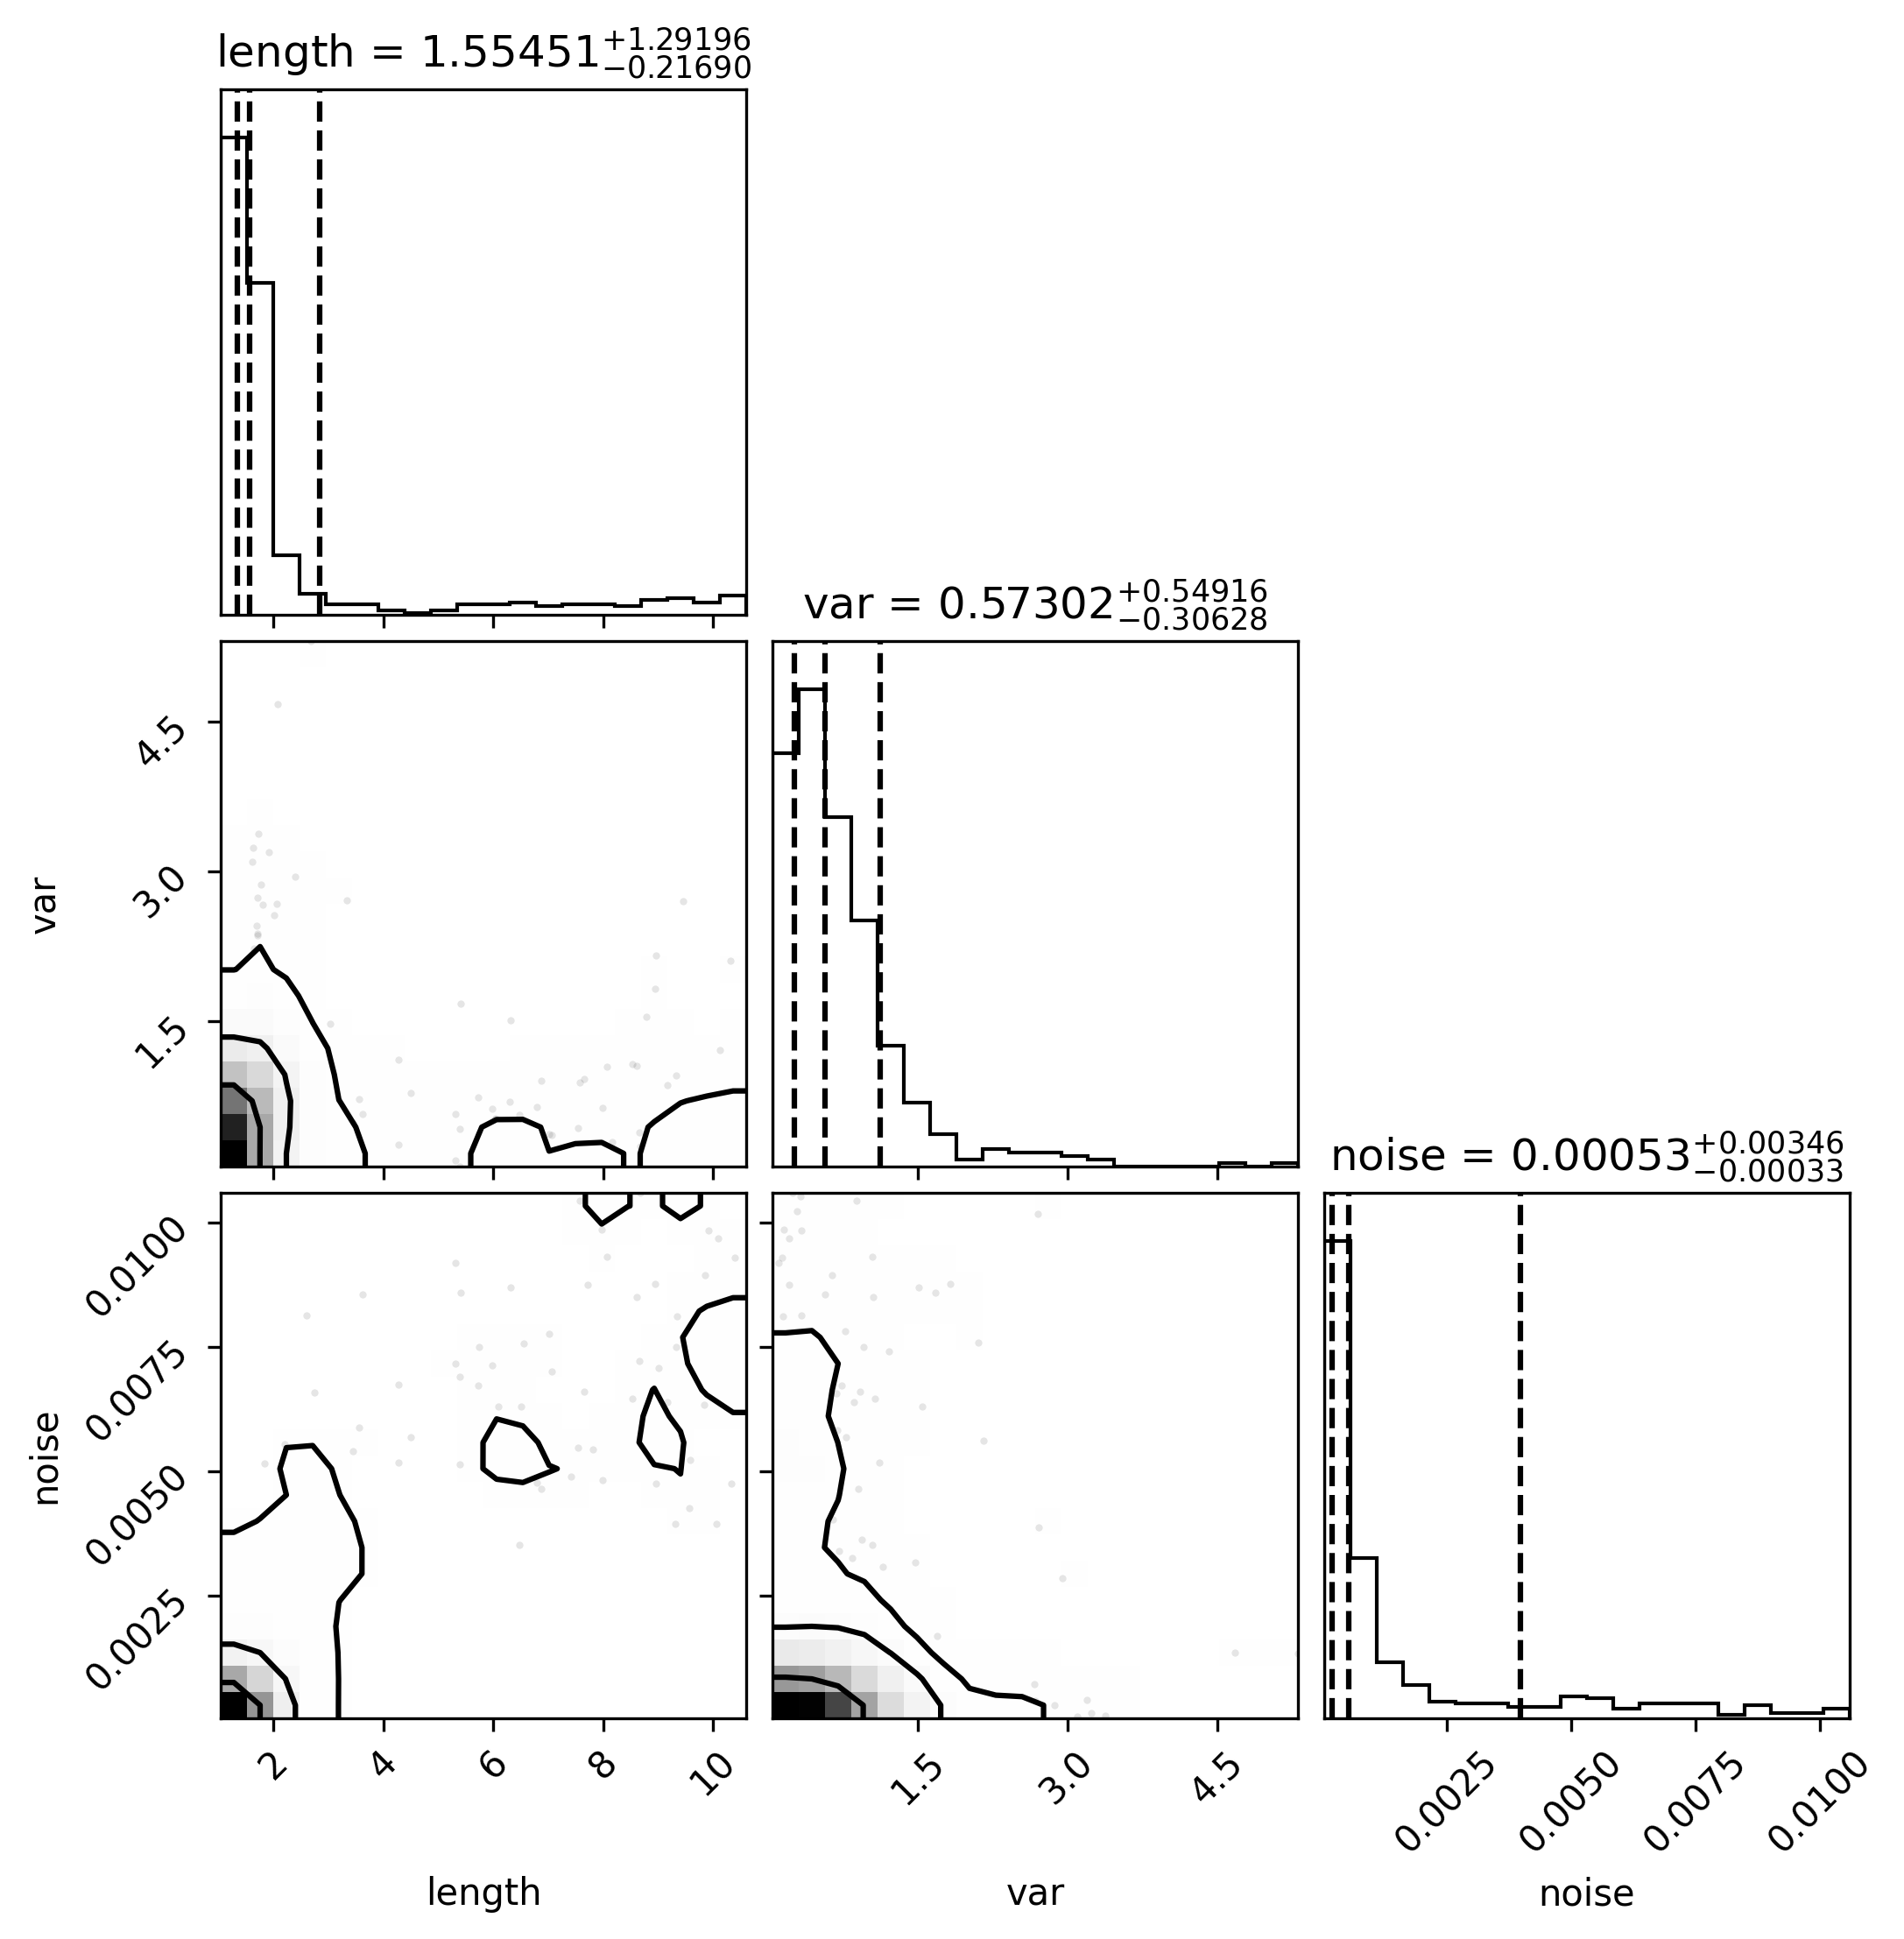 length = 1.55451 +1.29196 −0.21690
var = 0.57302 +0.54916 −0.30628
4.5
3.0
1.5
var
noise = 0.00053 +0.00346 −0.00033
0.0100
0.0075
0.0050
0.0025
noise
2 4 6 8 10
1.5 3.0 4.5
0.0025 0.0050 0.0075 0.0100
length
var
noise